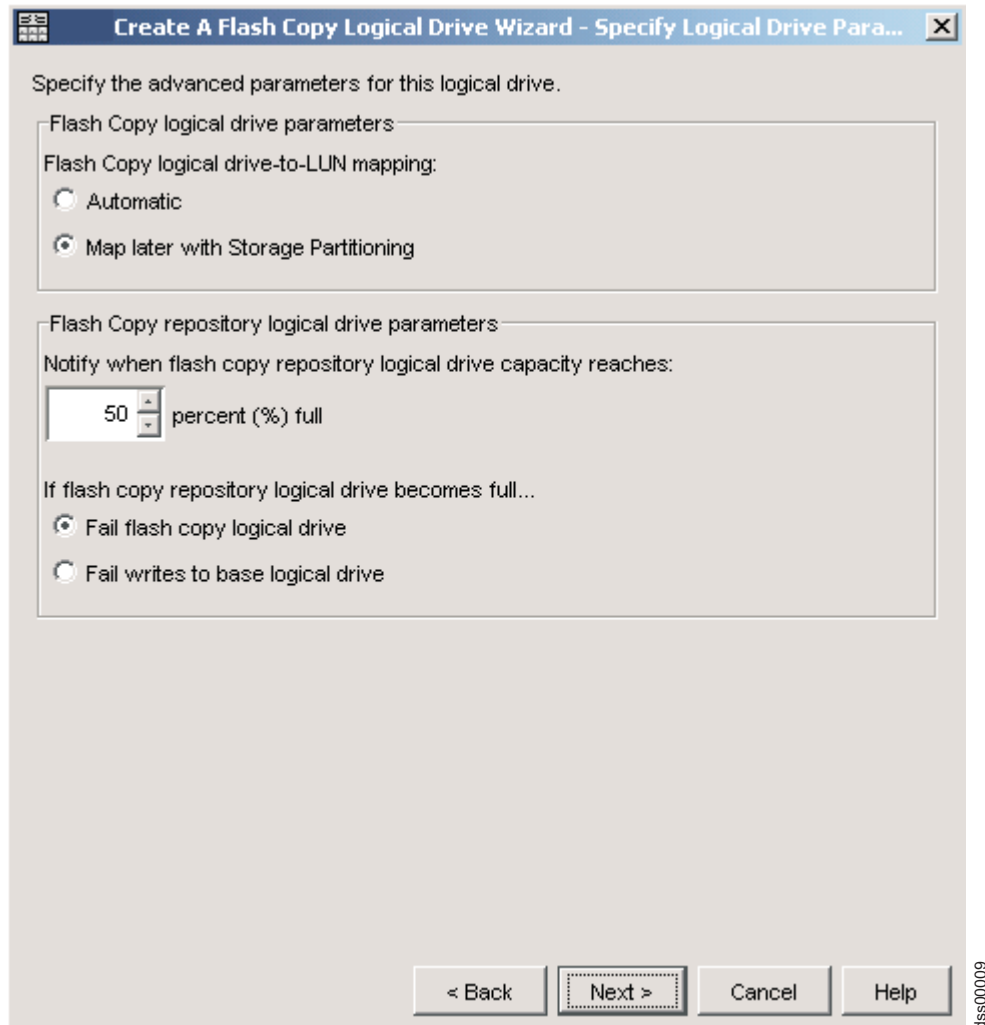 Create A Flash Copy Logical Drive Wizard - Specify Logical Drive Para...
Specify the advanced parameters for this logical drive.
Flash Copy logical drive parameters
Flash Copy logical drive-to-LUN mapping:
Automatic
Map later with Storage Partitioning
Flash Copy repository logical drive parameters
Notify when flash copy repository logical drive capacity reaches:
50 percent (%) full
If flash copy repository logical drive becomes full...
Fail flash copy logical drive
Fail writes to base logical drive
< Back Next > Cancel Help
dss00009